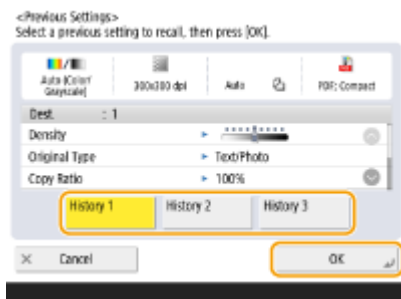 <Previous Settings>
Select a previous setting to recall, then press [OK].
Auto (Color/
Grayscale)
300x300 dpi
Auto
PDF; Compact
Dest. : 1
Density
Original Type ► Text/Photo
Copy Ratio ► 100%
History 1 History 2 History 3
× Cancel OK